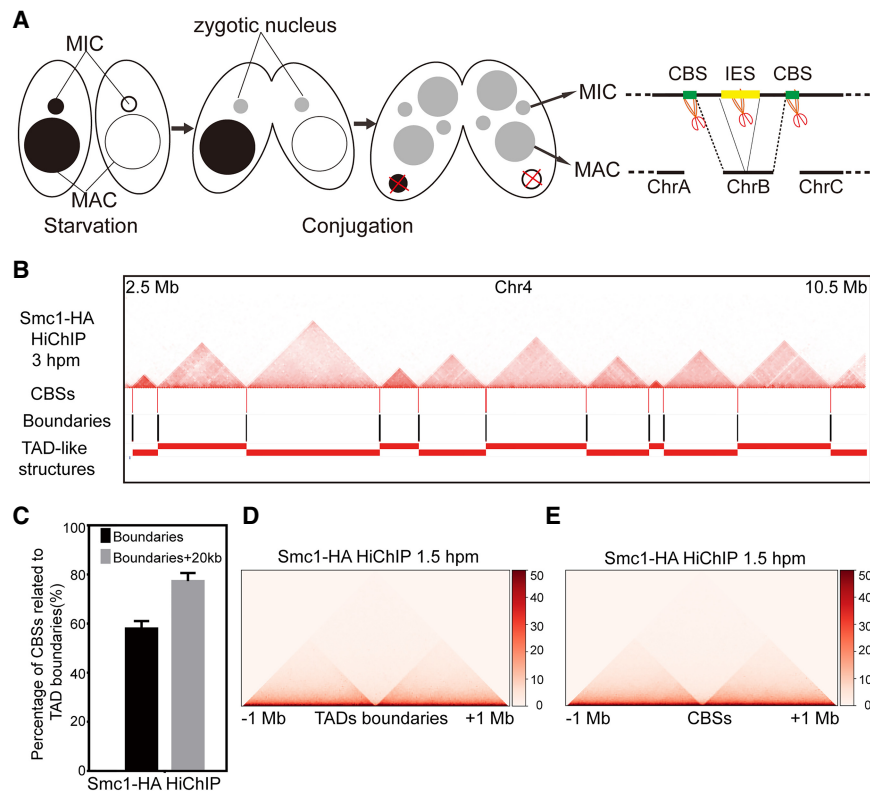 A
MIC
zygotic nucleus
MAC
Starvation
Conjugation
MIC
MAC
CBS
IES
CBS
ChrA
ChrB
ChrC
B
2.5 Mb
Chr4
10.5 Mb
Smc1-HA
HiChIP
3 hpm
CBSs
Boundaries
TAD-like
structures
C
Percentage of CBSs related to
TAD boundaries(%)
100
80
60
40
20
0
Boundaries
Boundaries+20kb
Smc1-HA HiChIP
D
Smc1-HA HiChIP 1.5 hpm
50
40
30
20
10
0
-1 Mb
TADs boundaries
+1 Mb
E
Smc1-HA HiChIP 1.5 hpm
50
40
30
20
10
0
-1 Mb
CBSs
+1 Mb